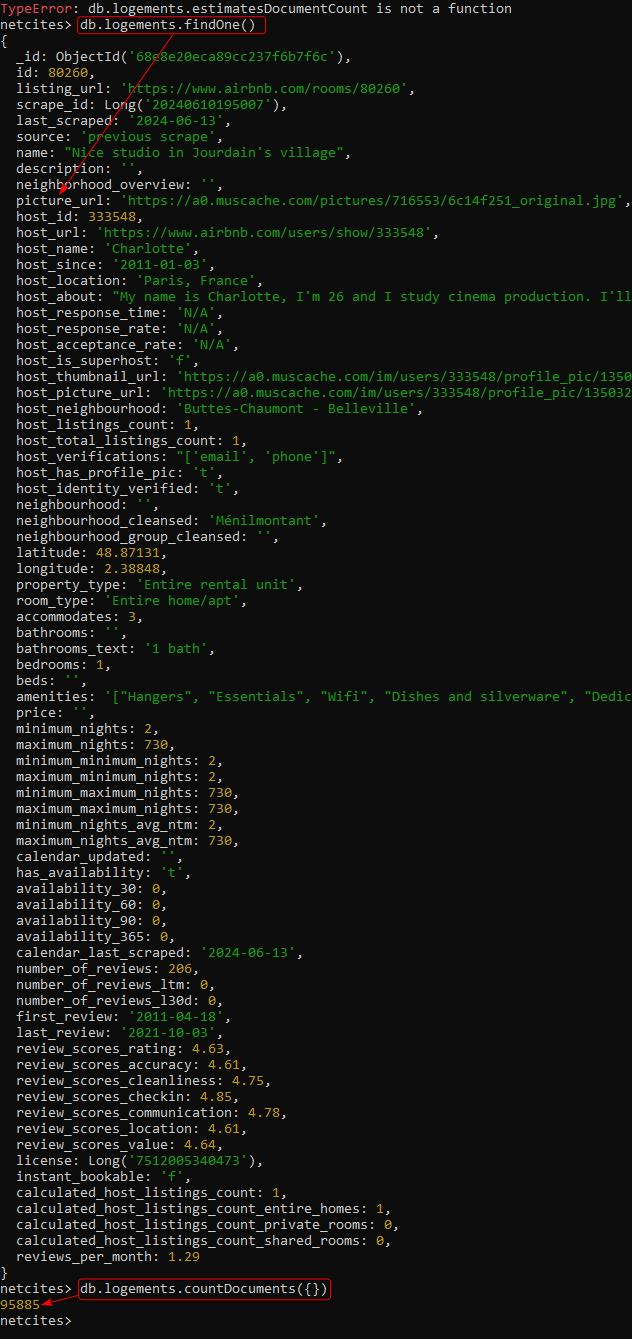 TypeError: db.logements.estimatesDocumentCount is not a function
netcites> db.logements.findOne()
{
  _id: ObjectId('68e8e20eca89cc237f6b7f6c'),
  id: 80260,
  listing_url: 'https://www.airbnb.com/rooms/80260',
  scrape_id: Long('20240610195007'),
  last_scraped: '2024-06-13',
  source: 'previous scrape',
  name: "Nice studio in Jourdain's village",
  description: '',
  neighborhood_overview: '',
  picture_url: 'https://a0.muscache.com/pictures/716553/6c14f251_original.jpg',
  host_id: 333548,
  host_url: 'https://www.airbnb.com/users/show/333548',
  host_name: 'Charlotte',
  host_since: '2011-01-03',
  host_location: 'Paris, France',
  host_about: "My name is Charlotte, I'm 26 and I study cinema production. I'll
  host_response_time: 'N/A',
  host_response_rate: 'N/A',
  host_acceptance_rate: 'N/A',
  host_is_superhost: 'f',
  host_thumbnail_url: 'https://a0.muscache.com/im/users/333548/profile_pic/1350
  host_picture_url: 'https://a0.muscache.com/im/users/333548/profile_pic/135032
  host_neighbourhood: 'Buttes-Chaumont - Belleville',
  host_listings_count: 1,
  host_total_listings_count: 1,
  host_verifications: "['email', 'phone']",
  host_has_profile_pic: 't',
  host_identity_verified: 't',
  neighbourhood: '',
  neighbourhood_cleansed: 'Ménilmontant',
  neighbourhood_group_cleansed: '',
  latitude: 48.87131,
  longitude: 2.38848,
  property_type: 'Entire rental unit',
  room_type: 'Entire home/apt',
  accommodates: 3,
  bathrooms: '',
  bathrooms_text: '1 bath',
  bedrooms: 1,
  beds: '',
  amenities: '["Hangers", "Essentials", "Wifi", "Dishes and silverware", "Dedic
  price: '',
  minimum_nights: 2,
  maximum_nights: 730,
  minimum_minimum_nights: 2,
  maximum_minimum_nights: 2,
  minimum_maximum_nights: 730,
  maximum_maximum_nights: 730,
  minimum_nights_avg_ntm: 2,
  maximum_nights_avg_ntm: 730,
  calendar_updated: '',
  has_availability: 't',
  availability_30: 0,
  availability_60: 0,
  availability_90: 0,
  availability_365: 0,
  calendar_last_scraped: '2024-06-13',
  number_of_reviews: 206,
  number_of_reviews_ltm: 0,
  number_of_reviews_l30d: 0,
  first_review: '2011-04-18',
  last_review: '2021-10-03',
  review_scores_rating: 4.63,
  review_scores_accuracy: 4.61,
  review_scores_cleanliness: 4.75,
  review_scores_checkin: 4.85,
  review_scores_communication: 4.78,
  review_scores_location: 4.61,
  review_scores_value: 4.64,
  license: Long('7512005340473'),
  instant_bookable: 'f',
  calculated_host_listings_count: 1,
  calculated_host_listings_count_entire_homes: 1,
  calculated_host_listings_count_private_rooms: 0,
  calculated_host_listings_count_shared_rooms: 0,
  reviews_per_month: 1.29
}
netcites> db.logements.countDocuments({})
95885
netcites>